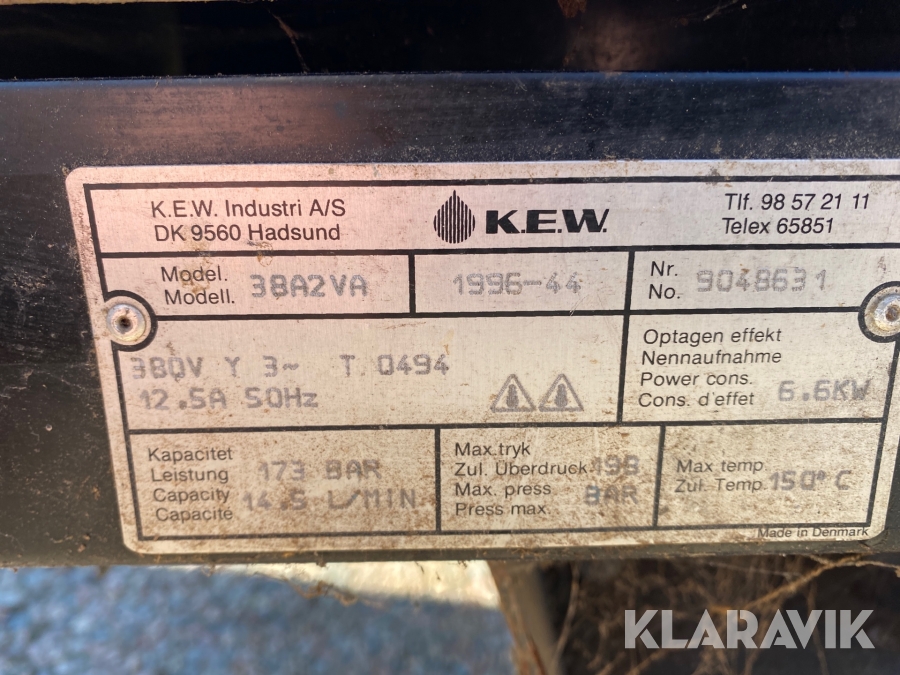 K.E.W. Industri A/S
DK 9560 Hadsund
K.E.W.
Tlf. 98 57 21 11
Telex 65851
Model.
Modell.
38A2VA
1996-44
Nr.
No.
9048631
380V Y 3~ T 0494
12.5A 50Hz
Optagen effekt
Nennaufnahme
Power cons.
Cons. d'effet
6.6KW
Kapacitet
Leistung
Capacity
Capacité
173 BAR
14.5 L/MIN.
Max.tryk
Zul. Überdruck
Max. press
Press max.
198
BAR
Max temp.
Zul. Temp.
150° C
Made in Denmark
KLARAVIK